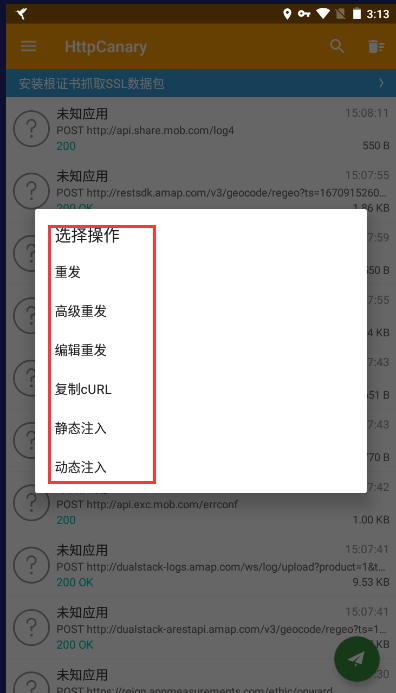 3:13
HttpCanary
安装根证书抓取SSL数据包
未知应用 15:08:11
POST http://api.share.mob.com/log4
200 550 B
未知应用 15:07:55
POST http://restsdk.amap.com/v3/geocode/regeo?ts=1670915260...
200 OK 1.86 KB
选择操作
重发
高级重发
编辑重发
复制cURL
静态注入
动态注入
:07:42
POST http://api.exc.mob.com/errconf
200 1.00 KB
未知应用 15:07:41
POST http://dualstack-logs.amap.com/ws/log/upload?product=1&t...
200 OK 9.53 KB
未知应用 15:07:41
POST http://dualstack-arestapi.amap.com/v3/geocode/regeo?ts=1...
200 OK KB
未知应用 :30
POST https://reign.appmeasurements.com/ethic/onward